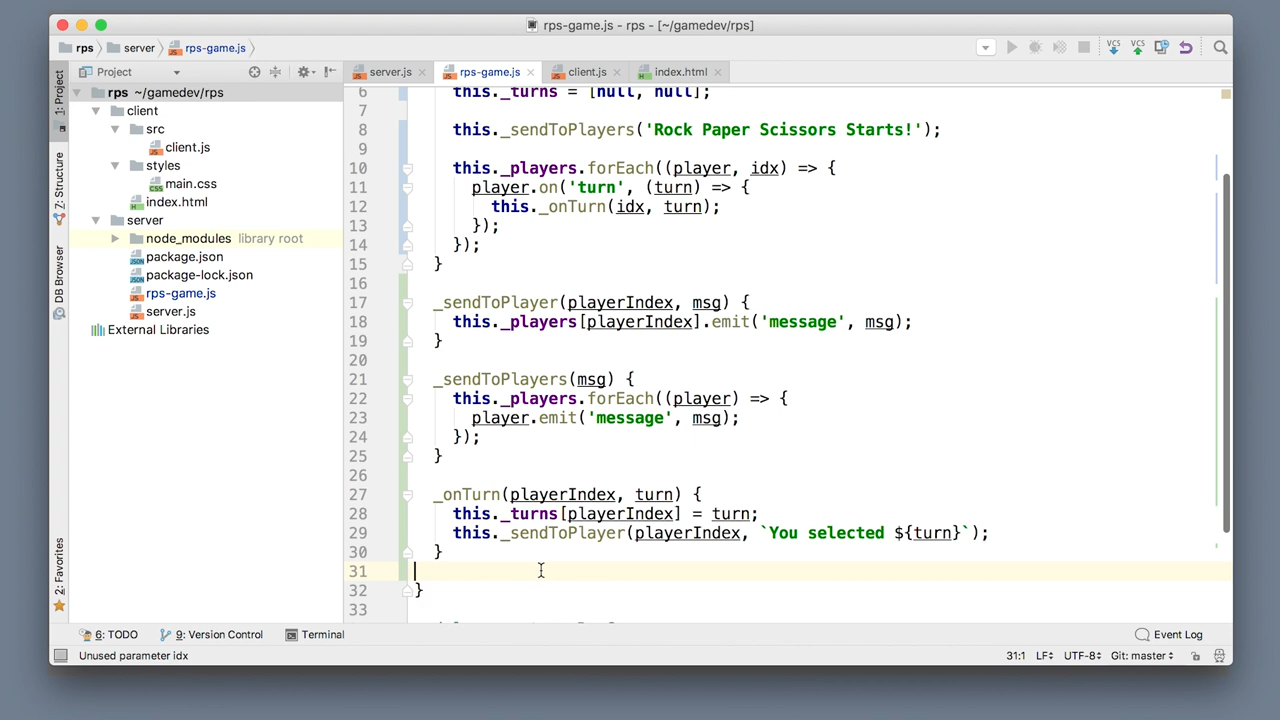 rps-game.js - rps - [~/gamedev/rps]
rps server rps-game.js
VCS VCS
1: Project
7: Structure
DB Browser
2: Favorites
Project
rps ~/gamedev/rps
client
src
client.js
styles
main.css
index.html
server
node_modules library root
package.json
package-lock.json
rps-game.js
server.js
External Libraries
server.js rps-game.js client.js index.html
6 this._turns = [null, null];
7
8 this._sendToPlayers('Rock Paper Scissors Starts!');
9
10 this._players.forEach((player, idx) => {
11 player.on('turn', (turn) => {
12 this._onTurn(idx, turn);
13 });
14 });
15 }
16
17 _sendToPlayer(playerIndex, msg) {
18 this._players[playerIndex].emit('message', msg);
19 }
20
21 _sendToPlayers(msg) {
22 this._players.forEach((player) => {
23 player.emit('message', msg);
24 });
25 }
26
27 _onTurn(playerIndex, turn) {
28 this._turns[playerIndex] = turn;
29 this._sendToPlayer(playerIndex, `You selected ${turn}`);
30 }
31
32 }
33
6: TODO 9: Version Control Terminal Event Log
Unused parameter idx 31:1 LF UTF-8 Git: master